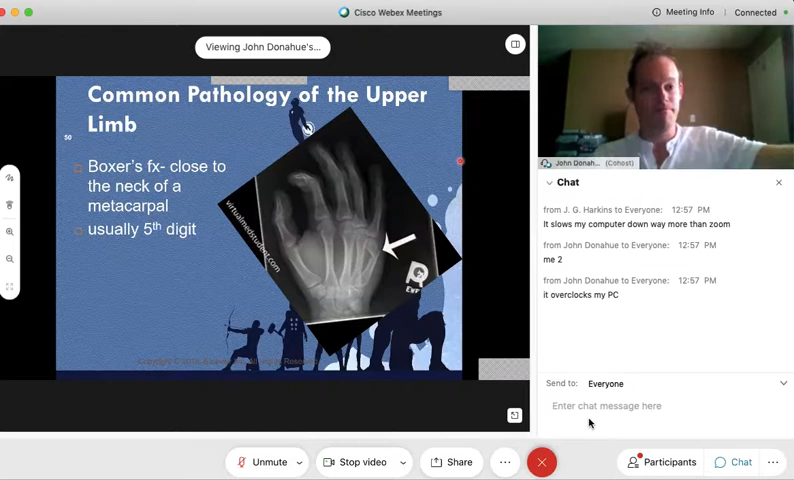 Cisco Webex Meetings
Meeting Info
Connected
Viewing John Donahue's...
Common Pathology of the Upper
Limb
50
Boxer's fx- close to
the neck of a
metacarpal
usually 5th digit
virtualmedstudent.com
R
John Donah... (Cohost)
Chat
from J. G. Harkins to Everyone: 12:57 PM
It slows my computer down way more than zoom
from John Donahue to Everyone: 12:57 PM
me 2
from John Donahue to Everyone: 12:57 PM
it overclocks my PC
Send to: Everyone
Enter chat message here
Unmute
Stop video
Share
Participants
Chat